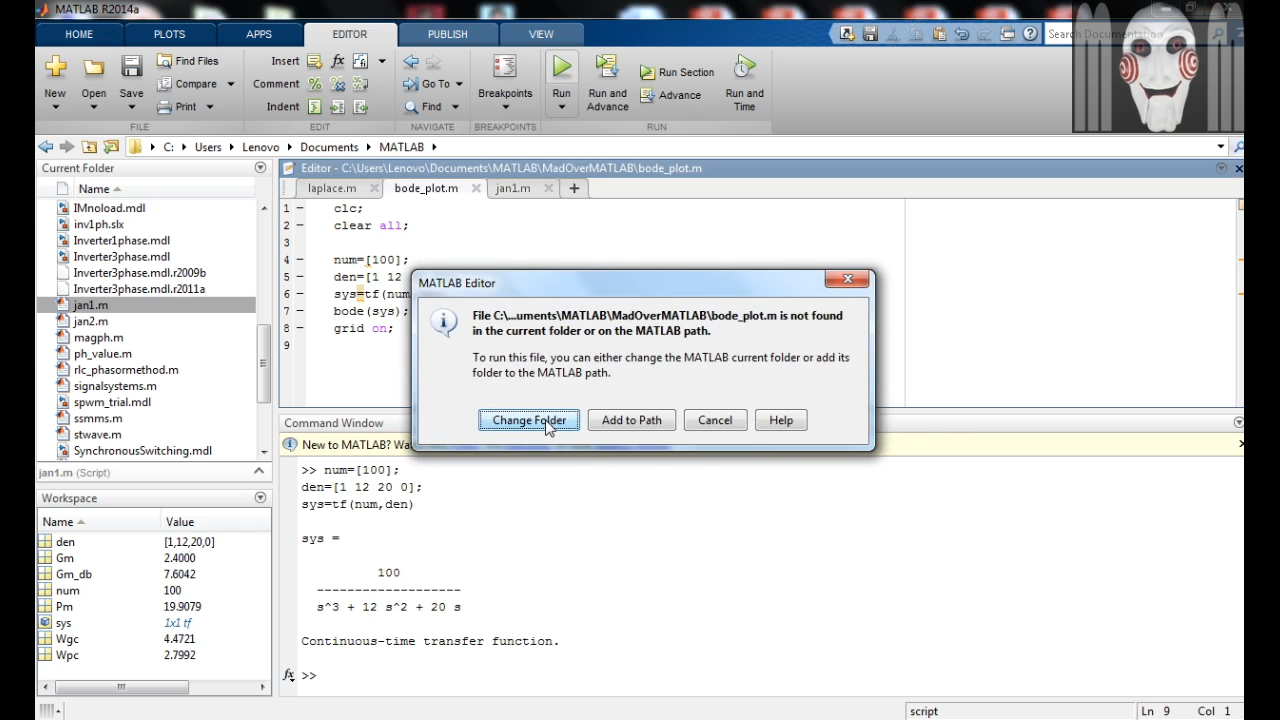 MATLAB R2014a
HOME PLOTS APPS EDITOR PUBLISH VIEW Search Documentation
New Open Save Find Files Compare Print
Insert Comment Indent
Go To Find
Breakpoints Run Run and Advance Run Section Advance Run and Time
FILE EDIT NAVIGATE BREAKPOINTS RUN
C: Users Lenovo Documents MATLAB
Current Folder
Name
IMnoload.mdl
inv1ph.slx
Inverter1phase.mdl
Inverter3phase.mdl
Inverter3phase.mdl.r2009b
Inverter3phase.mdl.r2011a
jan1.m
jan2.m
magph.m
ph_value.m
rlc_phasormethod.m
signalsystems.m
spwm_trial.mdl
ssmms.m
stwave.m
SynchronousSwitching.mdl
jan1.m (Script)
Workspace
Name Value
den [1,12,20,0]
Gm 2.4000
Gm_db 7.6042
num 100
Pm 19.9079
sys 1x1 tf
Wgc 4.4721
Wpc 2.7992
Editor - C:\Users\Lenovo\Documents\MATLAB\MadOverMATLAB\bode_plot.m
laplace.m bode_plot.m jan1.m
1 clc;
2 clear all;
3
4 num=[100];
5 den=[1 12
6 sys=tf(num
7 bode(sys);
8 grid on;
9
MATLAB Editor
File C:\...uments\MATLAB\MadOverMATLAB\bode_plot.m is not found
in the current folder or on the MATLAB path.
To run this file, you can either change the MATLAB current folder or add its
folder to the MATLAB path.
Change Folder Add to Path Cancel Help
Command Window
New to MATLAB?
>> num=[100];
den=[1 12 20 0];
sys=tf(num,den)
sys =
100
-------------------
s^3 + 12 s^2 + 20 s
Continuous-time transfer function.
fx >>
script Ln 9 Col 1